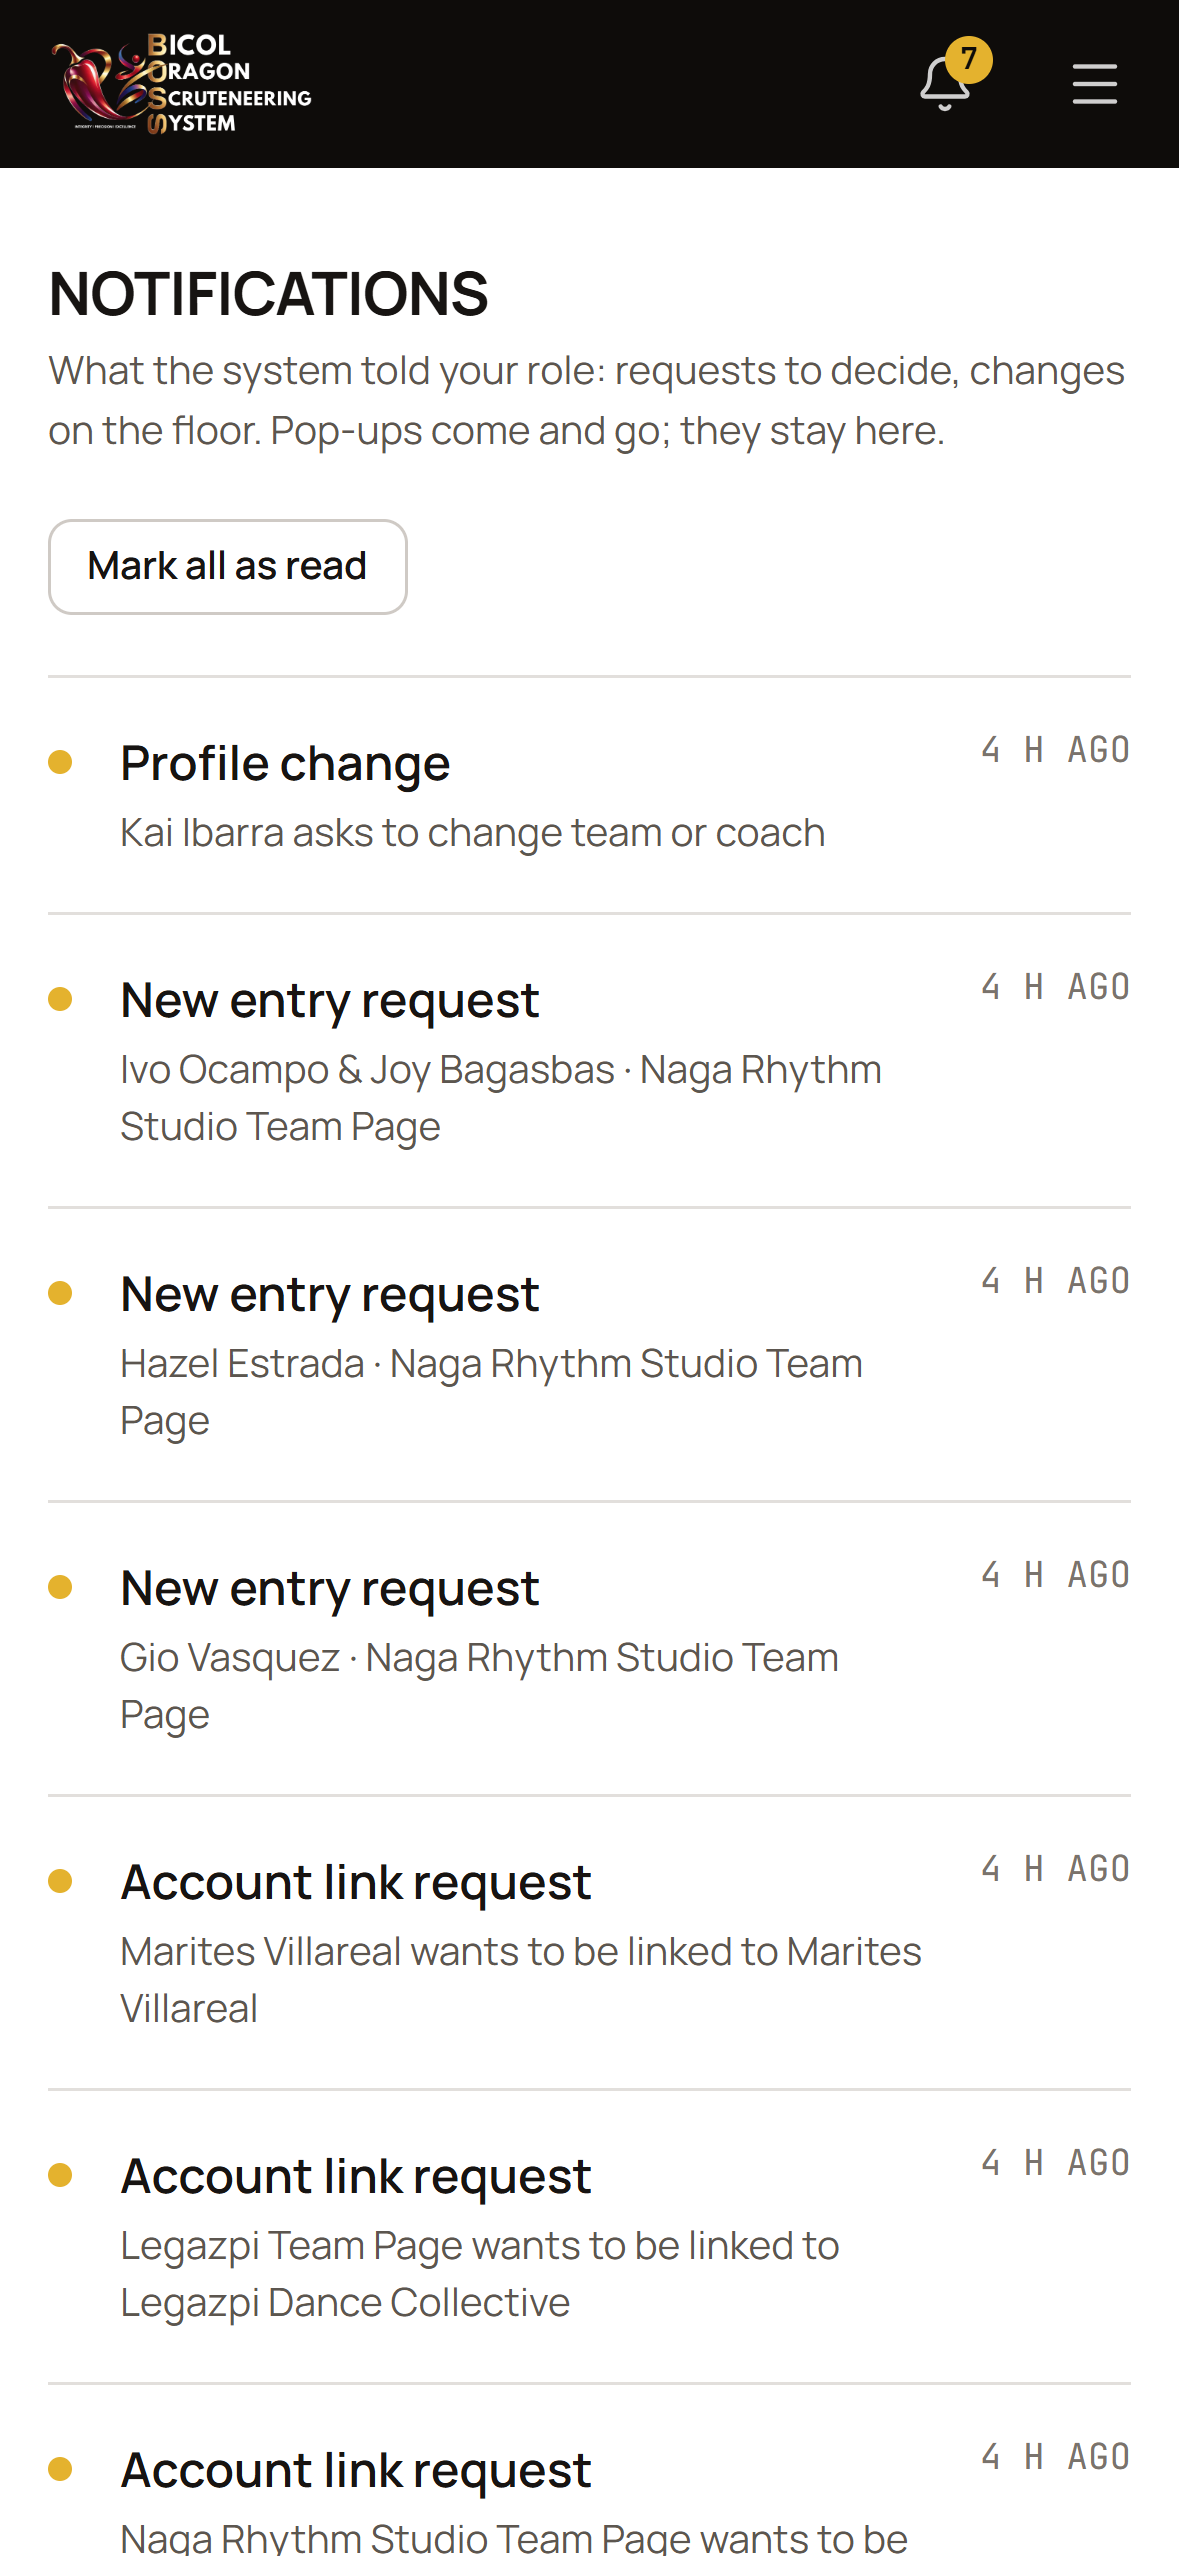 BICOL
ORAGON
SCRUTENEERING
SYSTEM
INTEGRITY | PRECISION | EXCELLENCE
7
NOTIFICATIONS
What the system told your role: requests to decide, changes
on the floor. Pop-ups come and go; they stay here.
Mark all as read
Profile change
4 H AGO
Kai Ibarra asks to change team or coach
New entry request
4 H AGO
Ivo Ocampo & Joy Bagasbas · Naga Rhythm
Studio Team Page
New entry request
4 H AGO
Hazel Estrada · Naga Rhythm Studio Team
Page
New entry request
4 H AGO
Gio Vasquez · Naga Rhythm Studio Team
Page
Account link request
4 H AGO
Marites Villareal wants to be linked to Marites
Villareal
Account link request
4 H AGO
Legazpi Team Page wants to be linked to
Legazpi Dance Collective
Account link request
4 H AGO
Naga Rhythm Studio Team Page wants to be